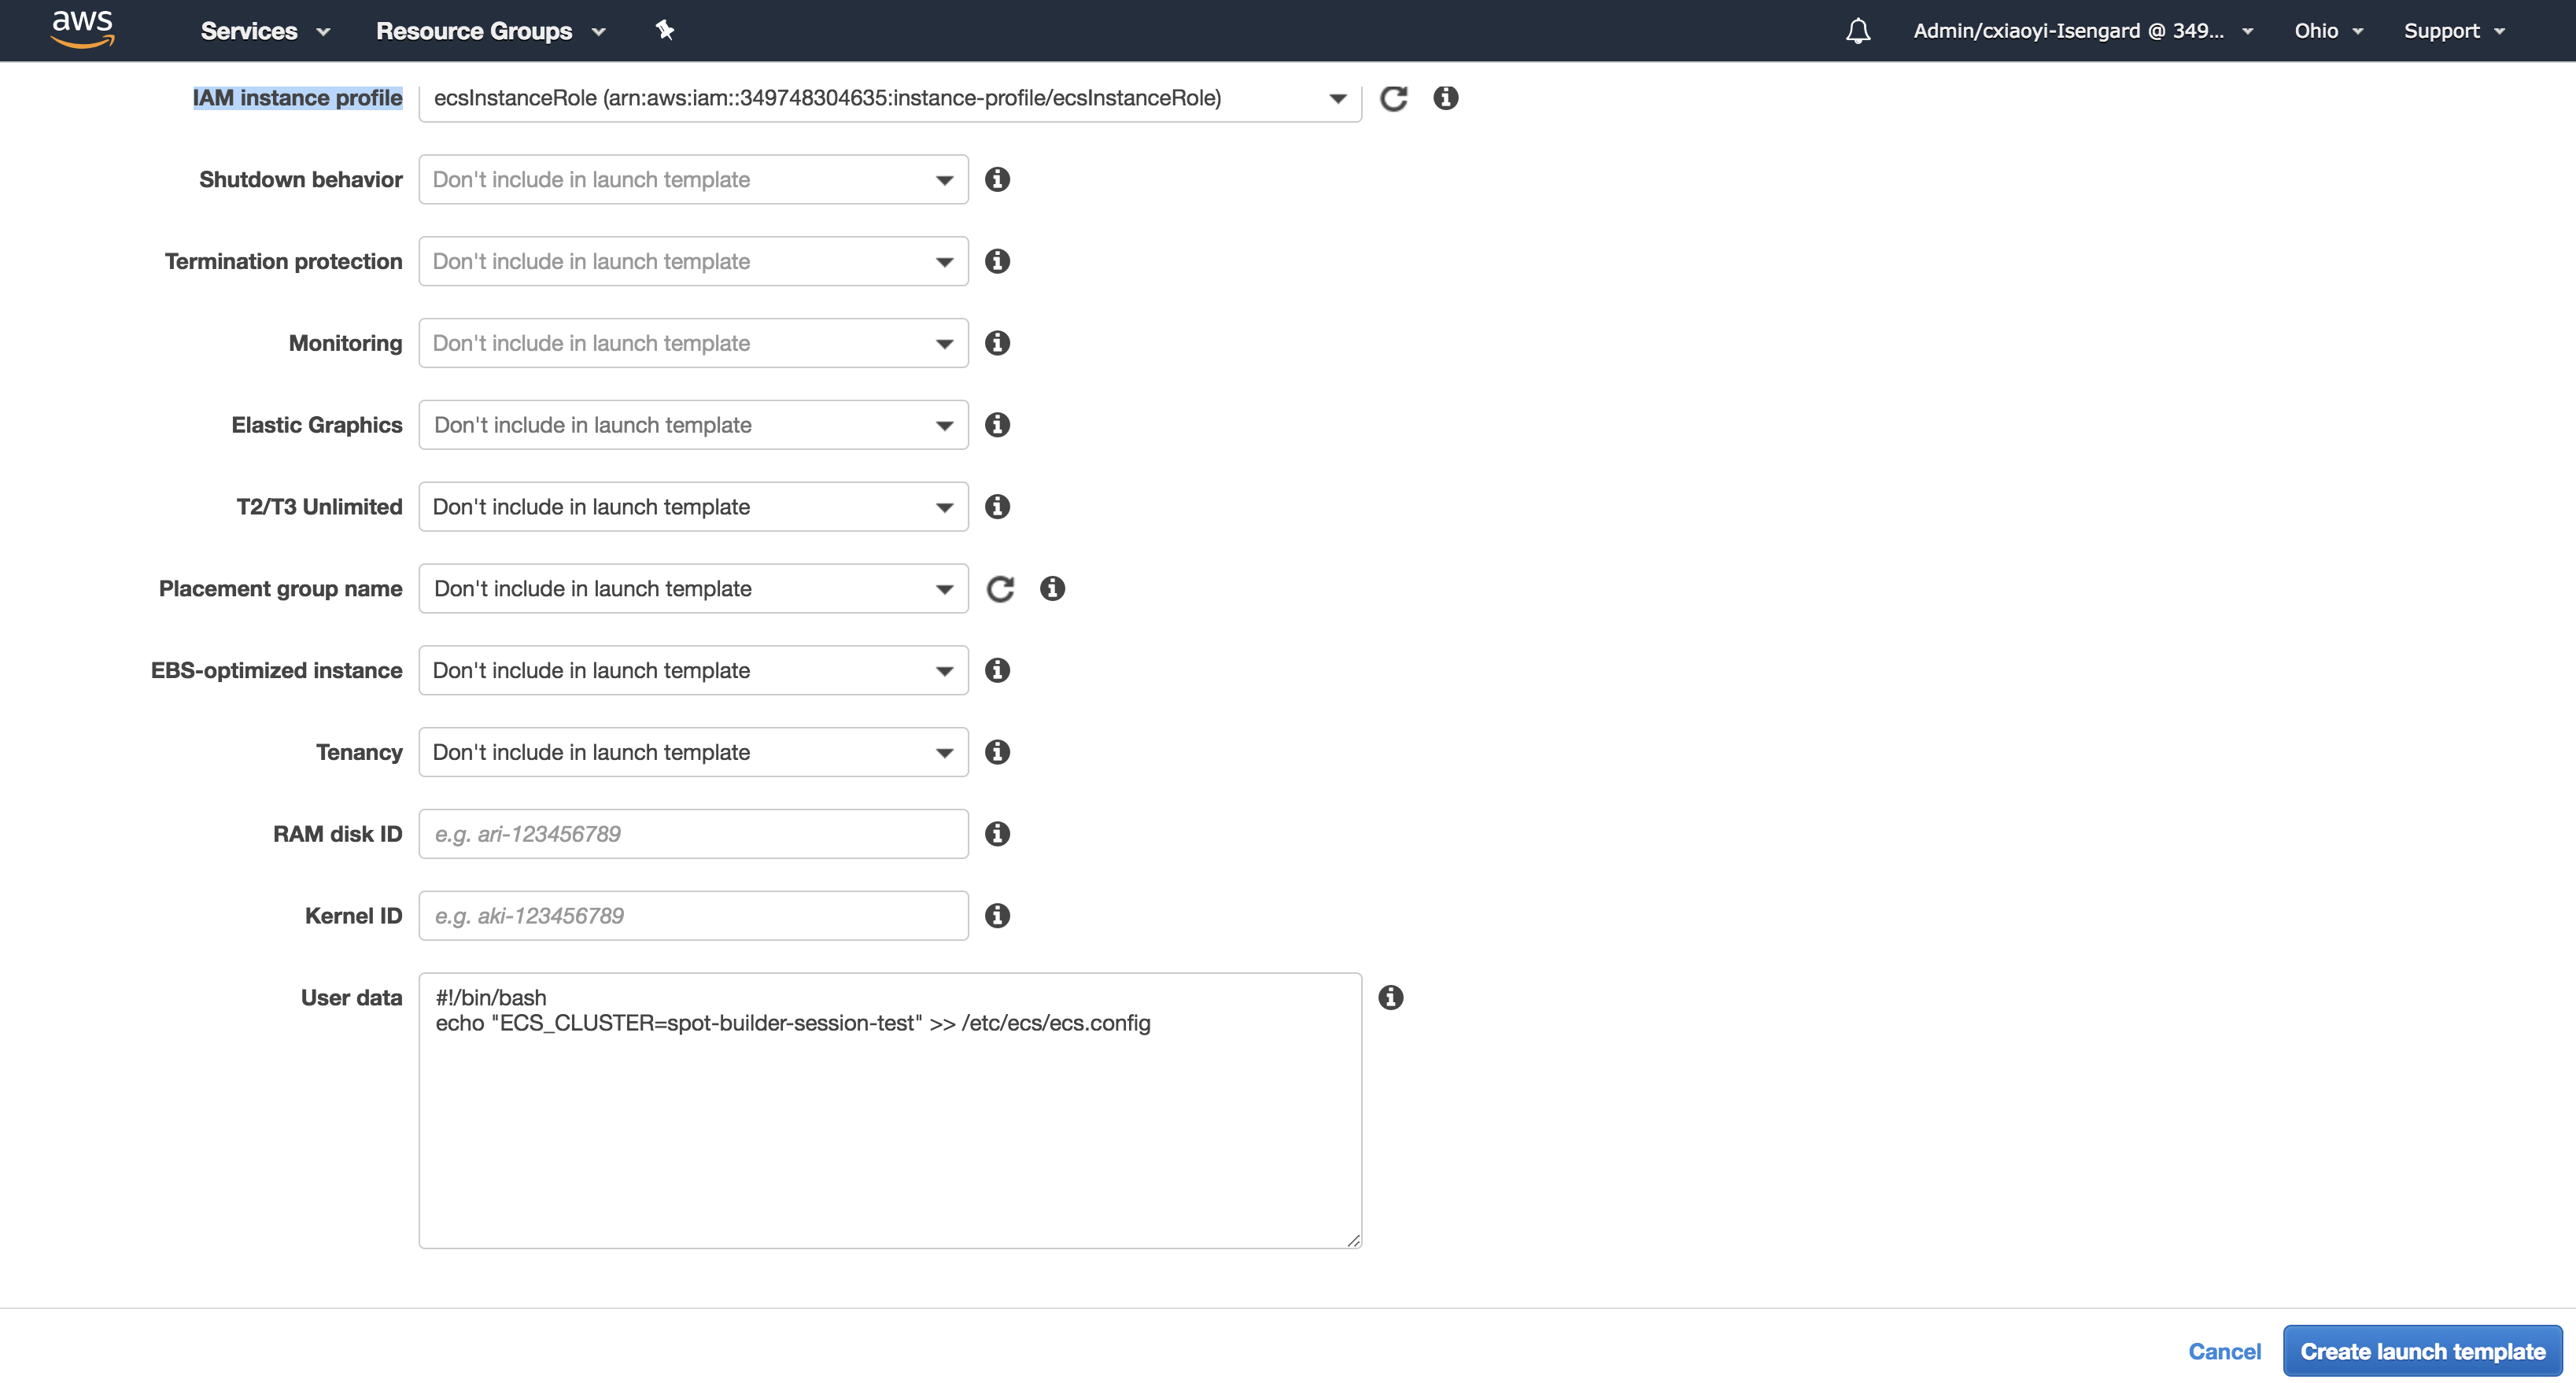 aws Services Resource Groups Admin/cxiaoyi-Isengard @ 349... Ohio Support
IAM instance profile ecsInstanceRole (arn:aws:iam::349748304635:instance-profile/ecsInstanceRole)
Shutdown behavior Don't include in launch template
Termination protection Don't include in launch template
Monitoring Don't include in launch template
Elastic Graphics Don't include in launch template
T2/T3 Unlimited Don't include in launch template
Placement group name Don't include in launch template
EBS-optimized instance Don't include in launch template
Tenancy Don't include in launch template
RAM disk ID e.g. ari-123456789
Kernel ID e.g. aki-123456789
User data #!/bin/bash
echo "ECS_CLUSTER=spot-builder-session-test" >> /etc/ecs/ecs.config
Cancel Create launch template